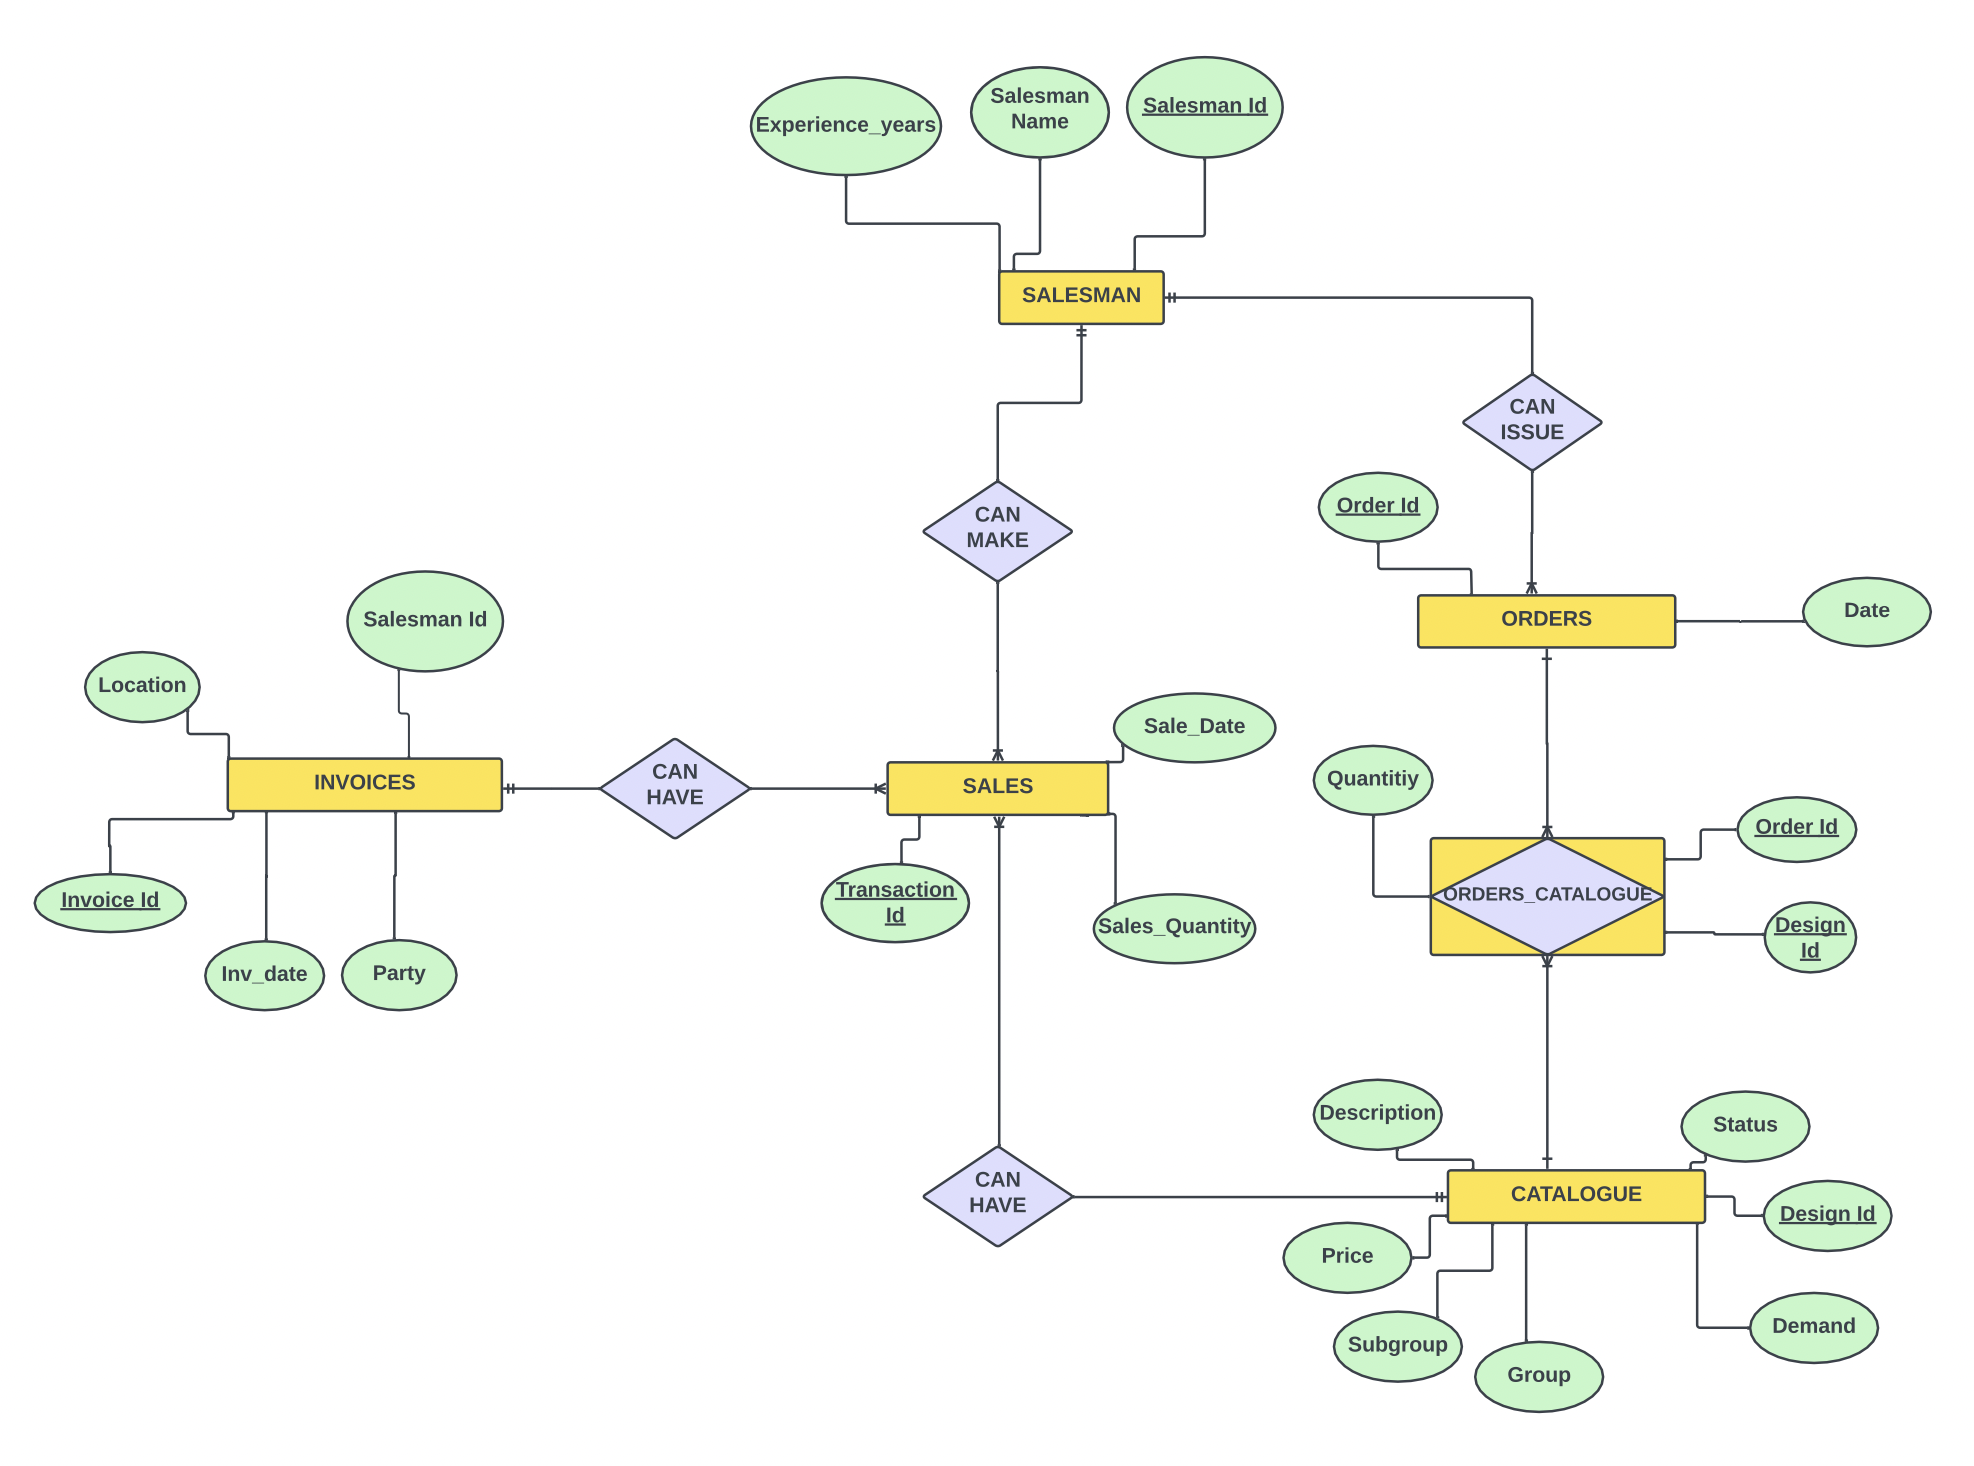 Experience_years
Salesman
Name
Salesman Id
SALESMAN
CAN
ISSUE
Order Id
CAN
MAKE
ORDERS
Date
Salesman Id
Location
Sale_Date
INVOICES
CAN
HAVE
SALES
Quantitiy
Order Id
Transaction
Id
ORDERS_CATALOGUE
Invoice Id
Sales_Quantity
Design
Id
Inv_date
Party
Description
Status
CAN
HAVE
CATALOGUE
Design Id
Price
Demand
Subgroup
Group